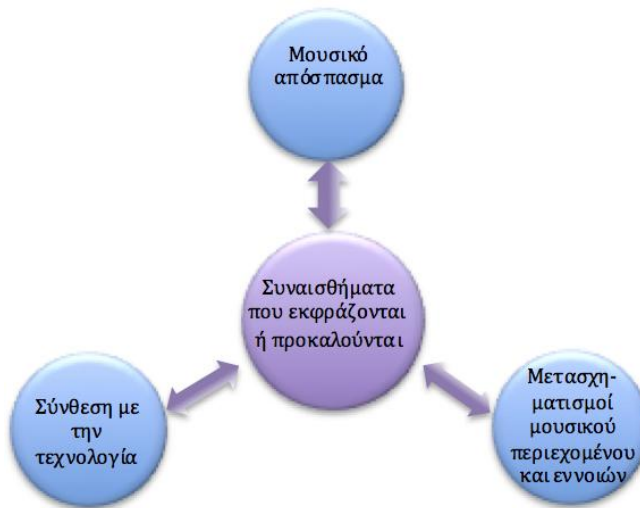 Μουσικό
απόσπασμα
Συναισθήματα
που εκφράζονται
ή προκαλούνται
Σύνθεση με
την
τεχνολογία
Μετασχη-
ματισμοί
μουσικού
περιεχομένου
και εννοιών